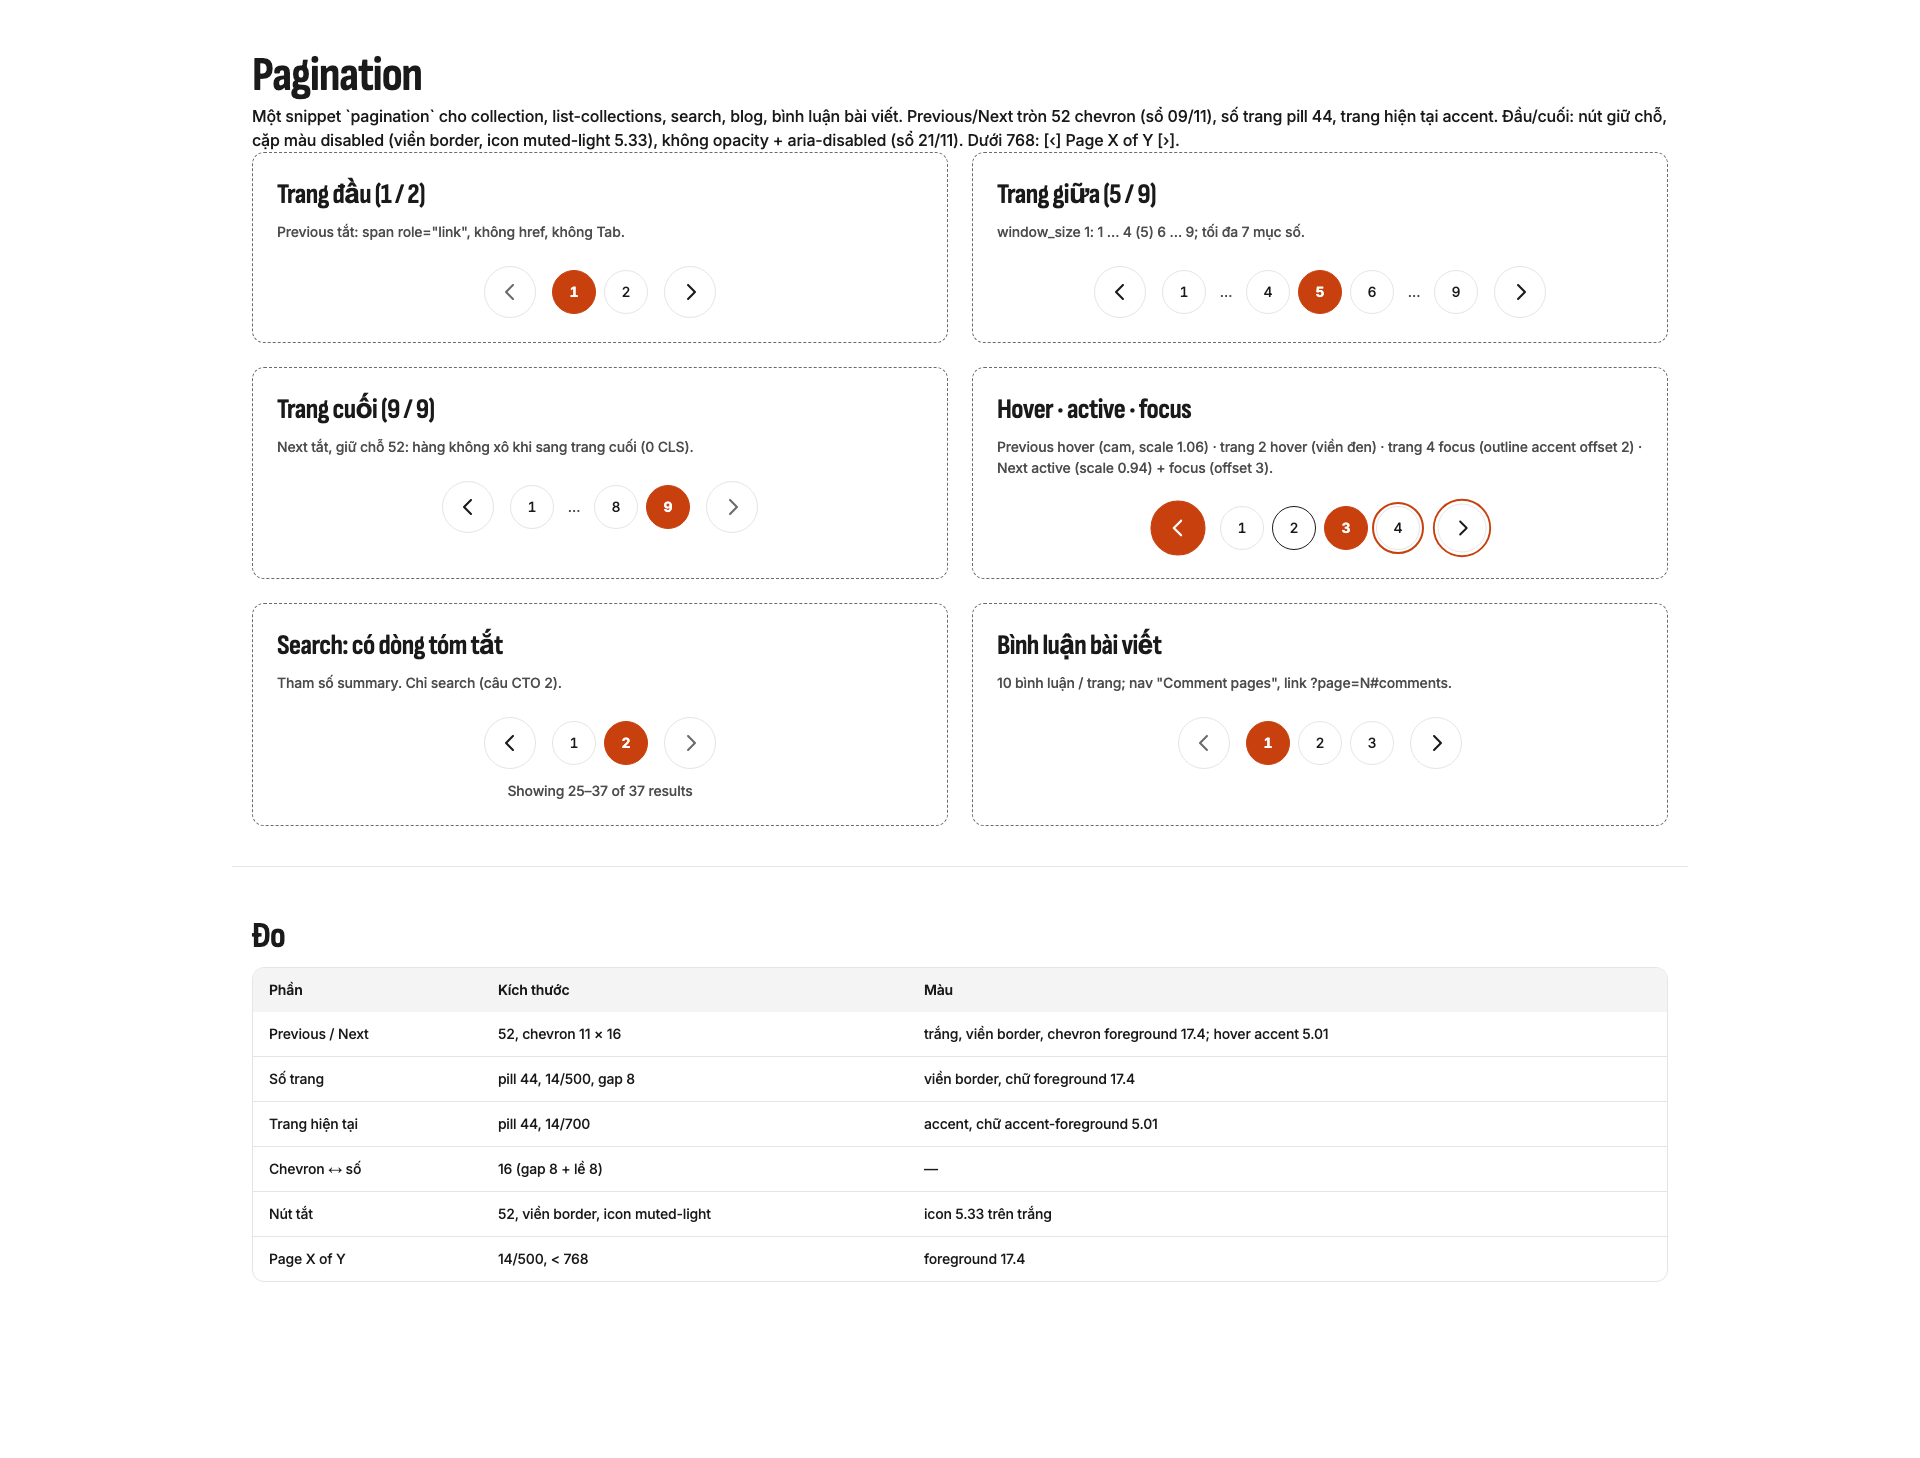 Pagination
Một snippet `pagination` cho collection, list-collections, search, blog, bình luận bài viết. Previous/Next tròn 52 chevron (sổ 09/11), số trang pill 44, trang hiện tại accent. Đầu/cuối: nút giữ chỗ,
cặp màu disabled (viền border, icon muted-light 5.33), không opacity + aria-disabled (sổ 21/11). Dưới 768: [‹] Page X of Y [›].
Trang đầu (1 / 2)
Previous tắt: span role="link", không href, không Tab.
1 2
Trang giữa (5 / 9)
window_size 1: 1 … 4 (5) 6 … 9; tối đa 7 mục số.
1 … 4 5 6 … 9
Trang cuối (9 / 9)
Next tắt, giữ chỗ 52: hàng không xô khi sang trang cuối (0 CLS).
1 … 8 9
Hover · active · focus
Previous hover (cam, scale 1.06) · trang 2 hover (viền đen) · trang 4 focus (outline accent offset 2) ·
Next active (scale 0.94) + focus (offset 3).
1 2 3 4
Search: có dòng tóm tắt
Tham số summary. Chỉ search (câu CTO 2).
1 2
Showing 25–37 of 37 results
Bình luận bài viết
10 bình luận / trang; nav "Comment pages", link ?page=N#comments.
1 2 3
Đo
Phần Kích thước Màu
Previous / Next 52, chevron 11 × 16 trắng, viền border, chevron foreground 17.4; hover accent 5.01
Số trang pill 44, 14/500, gap 8 viền border, chữ foreground 17.4
Trang hiện tại pill 44, 14/700 accent, chữ accent-foreground 5.01
Chevron ↔ số 16 (gap 8 + lề 8) —
Nút tắt 52, viền border, icon muted-light icon 5.33 trên trắng
Page X of Y 14/500, < 768 foreground 17.4